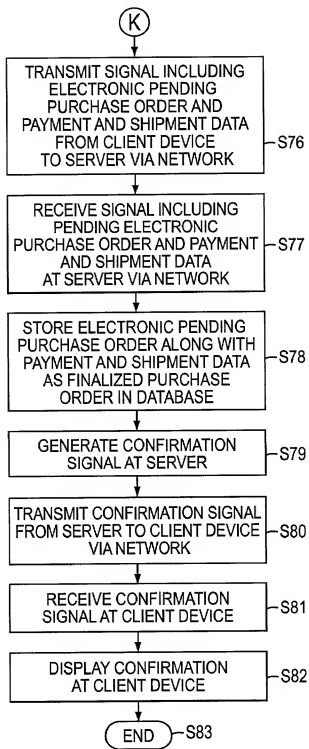 K
TRANSMIT SIGNAL INCLUDING
ELECTRONIC PENDING
PURCHASE ORDER AND
PAYMENT AND SHIPMENT DATA
FROM CLIENT DEVICE
TO SERVER VIA NETWORK
S76
RECEIVE SIGNAL INCLUDING
PENDING ELECTRONIC
PURCHASE ORDER AND PAYMENT
AND SHIPMENT DATA
AT SERVER VIA NETWORK
S77
STORE ELECTRONIC PENDING
PURCHASE ORDER ALONG WITH
PAYMENT AND SHIPMENT DATA
AS FINALIZED PURCHASE
ORDER IN DATABASE
S78
GENERATE CONFIRMATION
SIGNAL AT SERVER
S79
TRANSMIT CONFIRMATION SIGNAL
FROM SERVER TO CLIENT DEVICE
VIA NETWORK
S80
RECEIVE CONFIRMATION
SIGNAL AT CLIENT DEVICE
S81
DISPLAY CONFIRMATION
AT CLIENT DEVICE
S82
END
S83